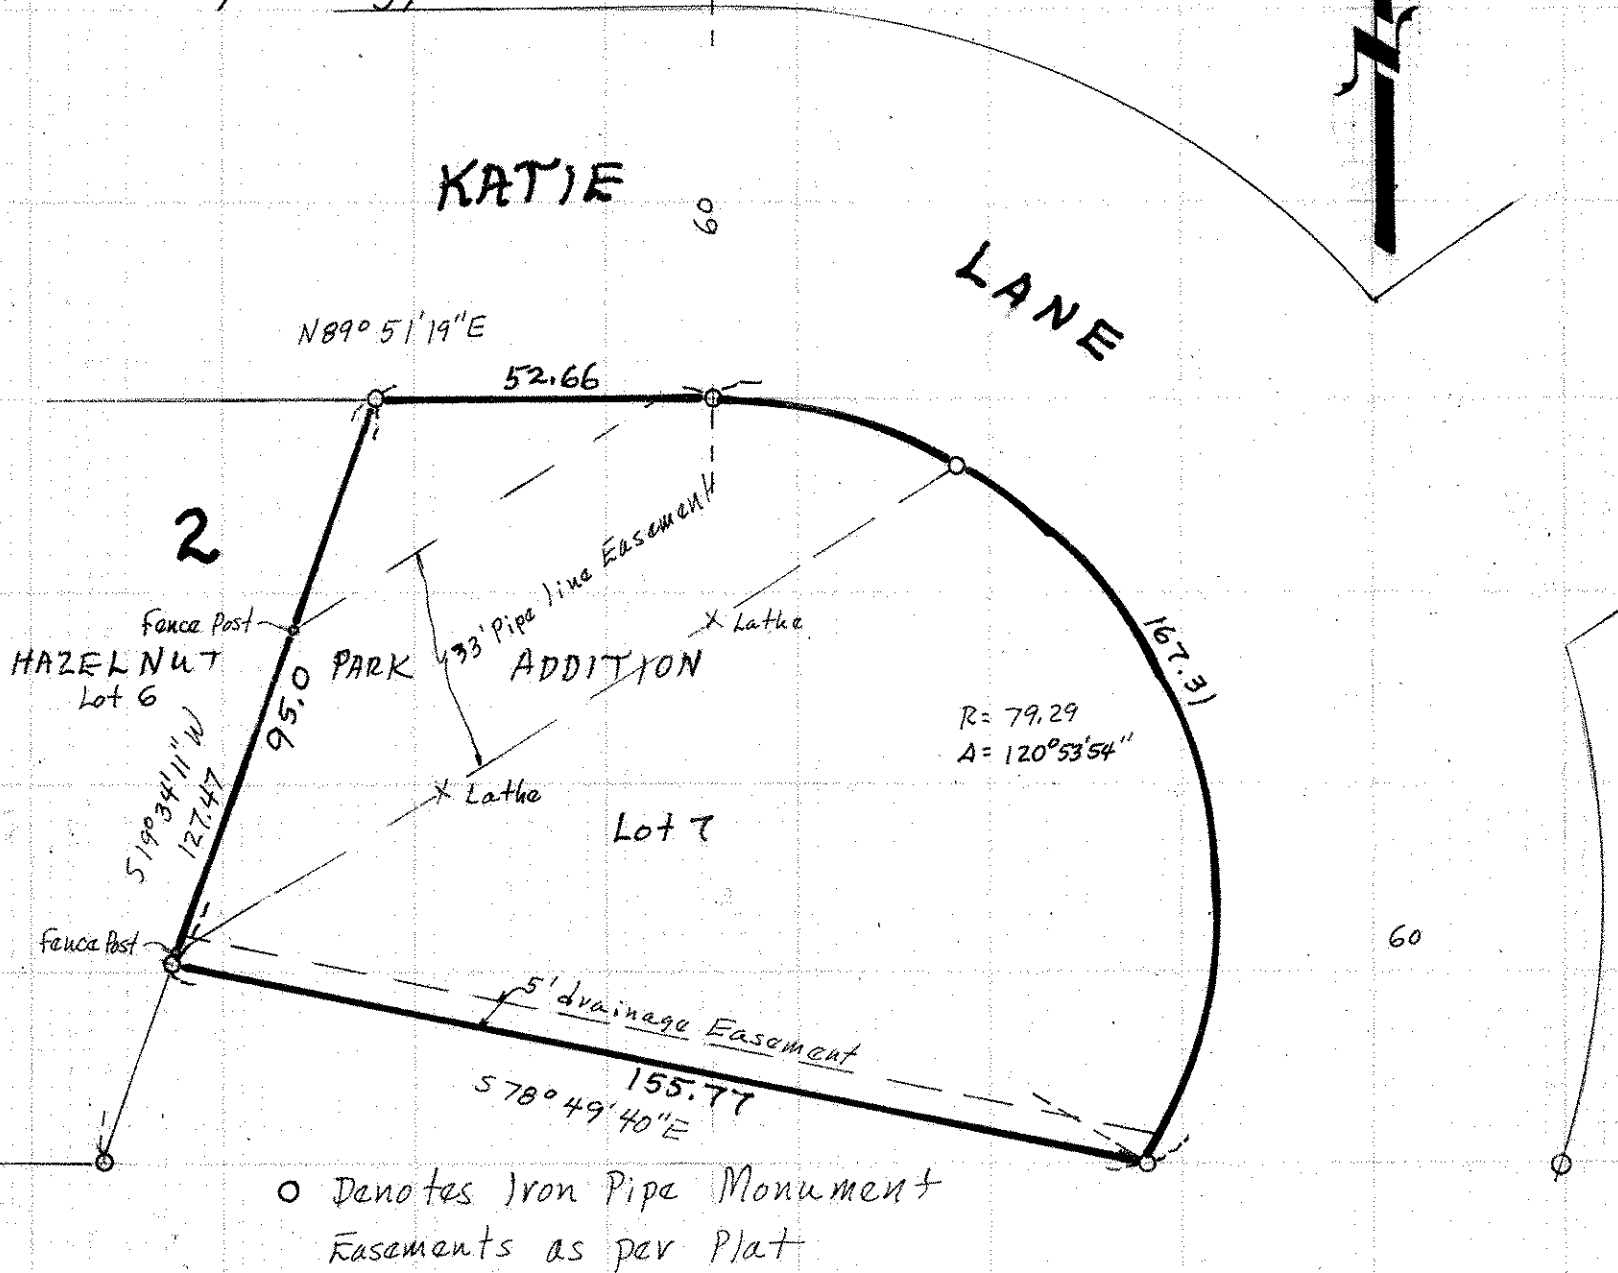 KATIE
60
LANE
N89° 51' 19" E
52.66
2
33' Pipe line Easement
Fence Post
X Lathe
HAZELNUT PARK ADDITION
Lot 6
95.0
167.31
R= 79.29
A= 120° 53' 54"
S 19° 34' 11" W
127.47
X Lathe
Lot 7
Fence Post
60
5' drainage Easement
155.77
S 78° 49' 40" E
O Denotes Iron Pipe Monument
Easements as per Plat